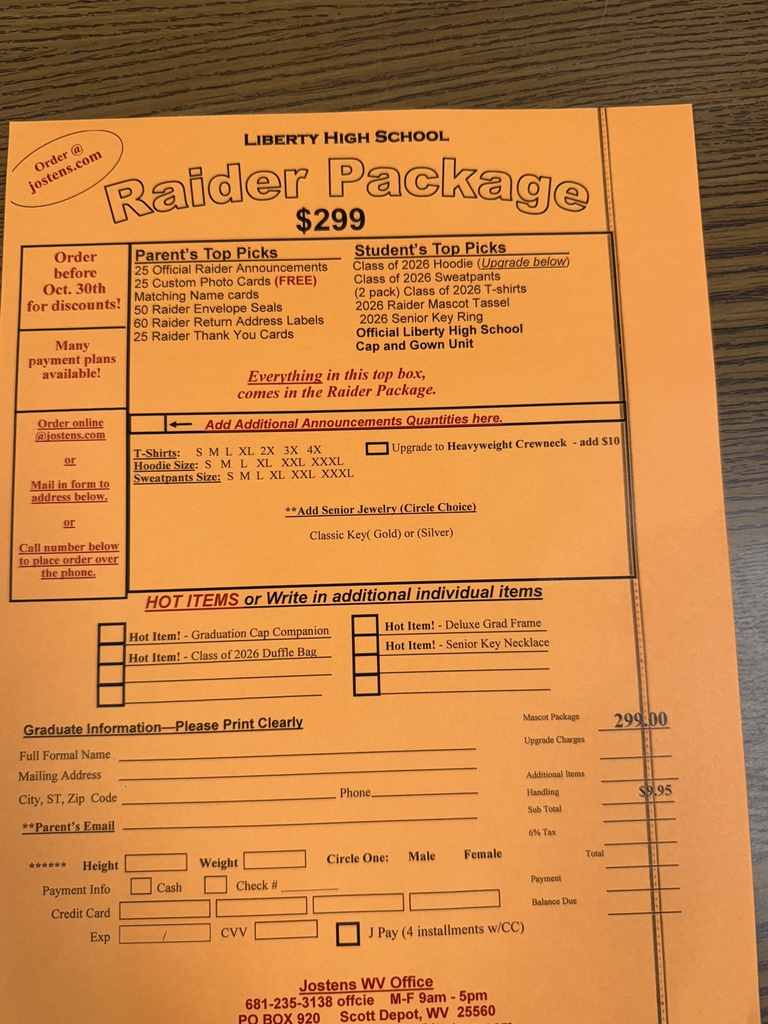 Order @
jostens.com
LIBERTY HIGH SCHOOL
Raider Package
$299
Order
before
Oct. 30th
for discounts!
Many
payment plans
available!
Order online
@jostens.com
or
Mail in form to
address below.
or
Call number below
to place order over
the phone.
Parent's Top Picks
25 Official Raider Announcements
25 Custom Photo Cards (FREE)
Matching Name cards
50 Raider Envelope Seals
60 Raider Return Address Labels
25 Raider Thank You Cards
Student's Top Picks
Class of 2026 Hoodie (Upgrade below)
Class of 2026 Sweatpants
(2 pack) Class of 2026 T-shirts
2026 Raider Mascot Tassel
2026 Senior Key Ring
Official Liberty High School
Cap and Gown Unit
Everything in this top box,
comes in the Raider Package.
Add Additional Announcements Quantities here.
T-Shirts: S M L XL 2X 3X 4X
Hoodie Size: S M L XL XXL XXXL
Sweatpants Size: S M L XL XXL XXXL
Upgrade to Heavyweight Crewneck - add $10
**Add Senior Jewelry (Circle Choice)
Classic Key( Gold) or (Silver)
HOT ITEMS or Write in additional individual items
Hot Item! - Graduation Cap Companion
Hot Item! - Class of 2026 Duffle Bag
Hot Item! - Deluxe Grad Frame
Hot Item! - Senior Key Necklace
Graduate Information—Please Print Clearly
Full Formal Name
Mailing Address
City, ST, Zip Code Phone
**Parent's Email
****** Height Weight Circle One: Male Female
Payment Info Cash Check #
Credit Card
Exp / CVV J Pay (4 installments w/CC)
Mascot Package 299.00
Upgrade Charges
Additional Items
Handling $9.95
Sub Total
6% Tax
Total
Payment
Balance Due
Jostens WV Office
681-235-3138 offcie M-F 9am - 5pm
PO BOX 920 Scott Depot, WV 25560